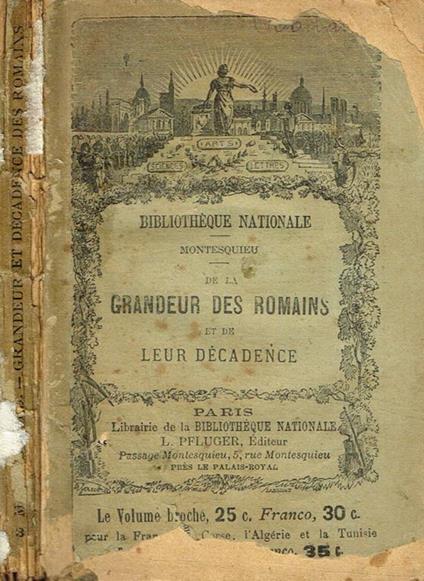 GRANDEUR ET DÉCADENCE DES ROMAINS
ARTS
SCIENCES LETTRES
BIBLIOTHÈQUE NATIONALE
MONTESQUIEU
DE LA
GRANDEUR DES ROMAINS
ET DE
LEUR DÉCADENCE
PARIS
Librairie de la BIBLIOTHÈQUE NATIONALE
L. PFLUGER, Éditeur
Passage Montesquieu, 5, rue Montesquieu
PRÈS LE PALAIS-ROYAL
Le Volume broché, 25 c. Franco, 30 c.
pour la Corse, l'Algérie et la Tunisie
35 c.